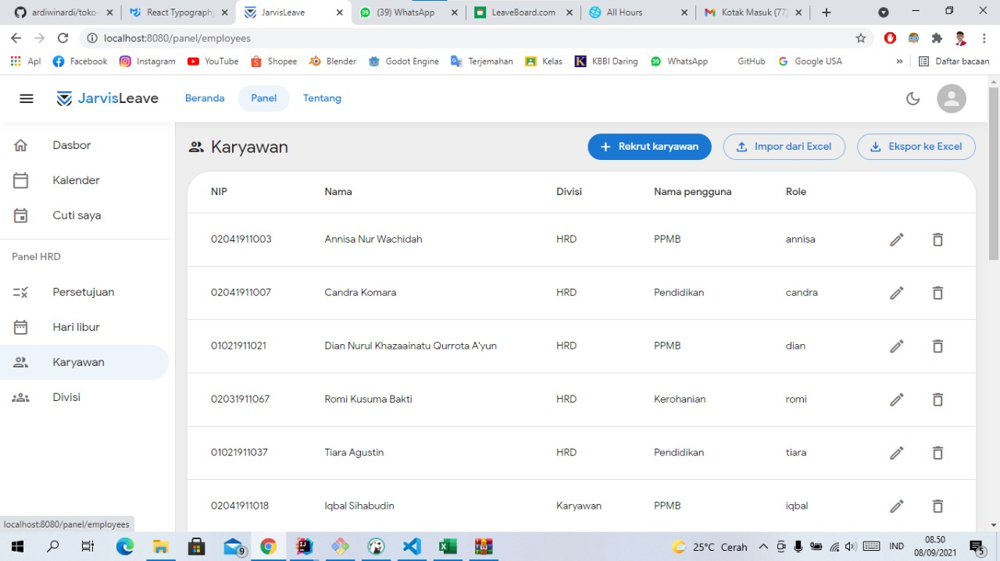 ardiwinardi/toko-
React Typography
JarvisLeave
(39) WhatsApp
LeaveBoard.com
All Hours
Kotak Masuk (77)
localhost:8080/panel/employees
Apl
Facebook
Instagram
YouTube
Shopee
Blender
Godot Engine
Terjemahan
Kelas
KBBI Daring
39
WhatsApp
GitHub
Google USA
»
Daftar bacaan
JarvisLeave
Beranda
Panel
Tentang
Dasbor
Kalender
Cuti saya
Panel HRD
Persetujuan
Hari libur
Karyawan
Divisi
Karyawan
+ Rekrut karyawan
Impor dari Excel
Ekspor ke Excel
NIP Nama Divisi Nama pengguna Role
02041911003 Annisa Nur Wachidah HRD PPMB annisa
02041911007 Candra Komara HRD Pendidikan candra
01021911021 Dian Nurul Khazaainatu Qurrota A'yun HRD PPMB dian
02031911067 Romi Kusuma Bakti HRD Kerohanian romi
01021911037 Tiara Agustin HRD Pendidikan tiara
02041911018 Iqbal Sihabudin Karyawan PPMB iqbal
localhost:8080/panel/employees
9
25°C Cerah
IND
08.50
08/09/2021
5